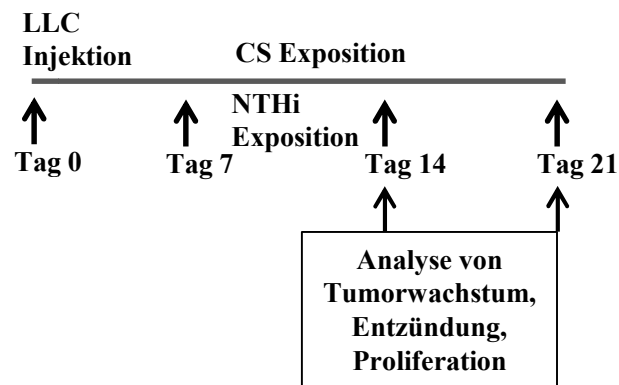 LLC
Injektion
CS Exposition
NTHi
Exposition
Tag 0
Tag 7
Tag 14
Tag 21
Analyse von
Tumorwachstum,
Entzündung,
Proliferation